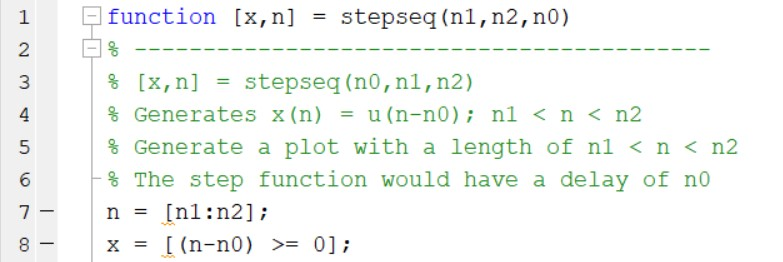 1 function [x,n] = stepseq(n1,n2,n0)
2 % ------------------------------------------
3 % [x,n] = stepseq(n0,n1,n2)
4 % Generates x(n) = u(n-n0); n1 < n < n2
5 % Generate a plot with a length of n1 < n < n2
6 % The step function would have a delay of n0
7 – n = [n1:n2];
8 – x = [(n-n0) >= 0];